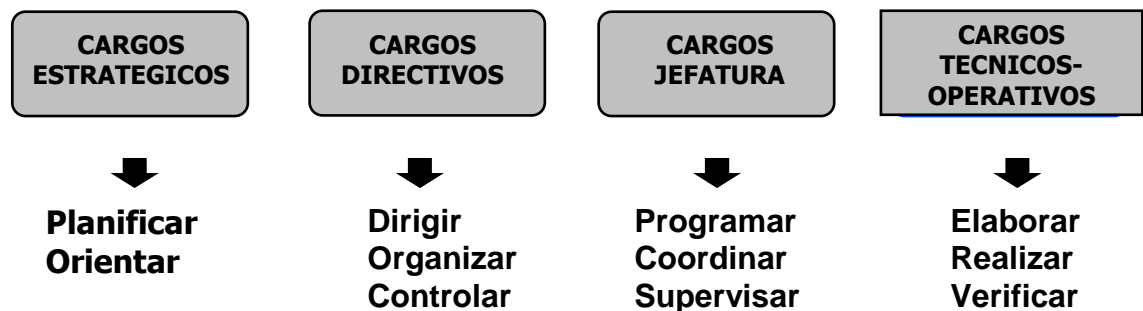 CARGOS
ESTRATEGICOS
CARGOS
DIRECTIVOS
CARGOS
JEFATURA
CARGOS
TECNICOS-
OPERATIVOS
Planificar
Orientar
Dirigir
Organizar
Controlar
Programar
Coordinar
Supervisar
Elaborar
Realizar
Verificar